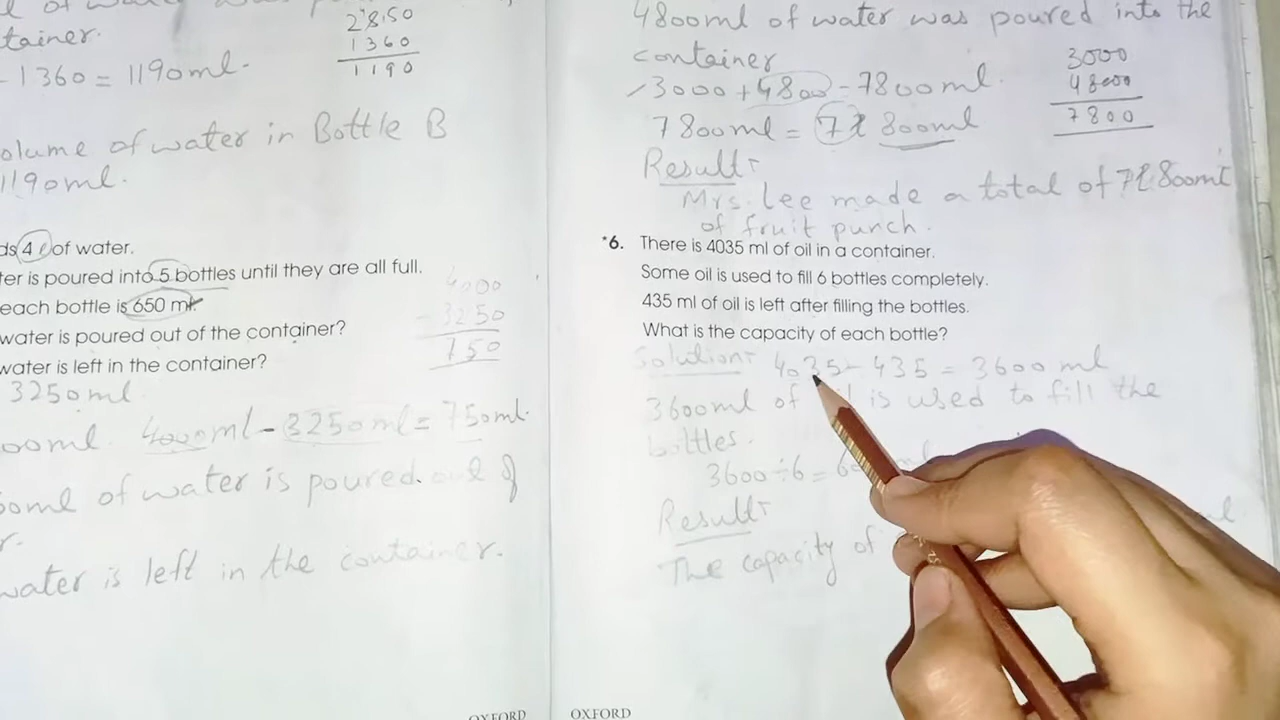 tainer.
2850
1360
1190
- 1360 = 1190ml.
olume of water in Bottle B
1190ml.
ds 4 ℓ of water.
ter is poured into 5 bottles until they are all full.
each bottle is 650 ml.
water is poured out of the container?
water is left in the container?
4000
- 3250
750
3250ml.
00ml. 4000ml - 3250ml = 750ml.
50ml of water is poured out of
r.
water is left in the container.
OXFORD
4800ml of water was poured into the
container
3000 + 4800 = 7800ml.
3000
4800
7800
7800ml = 7ℓ 800ml
Result:
Mrs. Lee made a total of 7ℓ 800ml
of fruit punch.
*6. There is 4035 ml of oil in a container.
Some oil is used to fill 6 bottles completely.
435 ml of oil is left after filling the bottles.
What is the capacity of each bottle?
Solution: 4035 - 435 = 3600 ml
3600ml of is used to fill the
bottles.
3600 ÷ 6 =
Result:
The capacity of
OXFORD